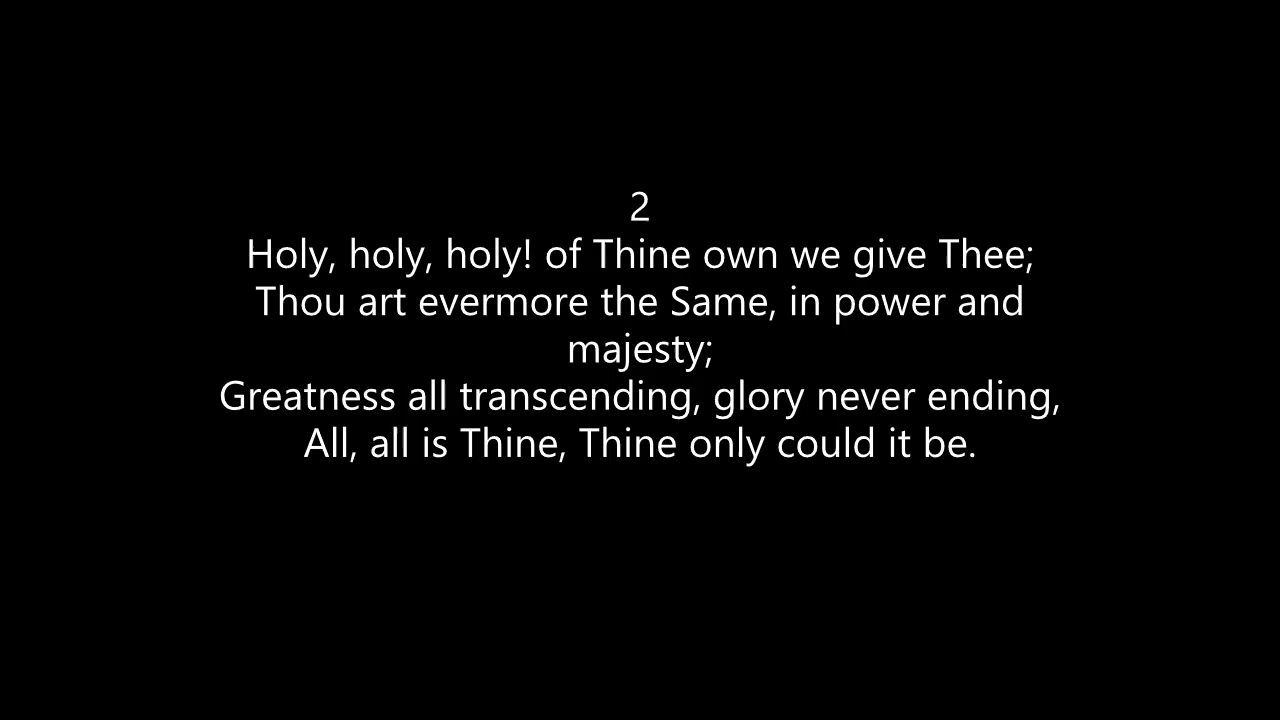 2
Holy, holy, holy! of Thine own we give Thee;
Thou art evermore the Same, in power and
majesty;
Greatness all transcending, glory never ending,
All, all is Thine, Thine only could it be.